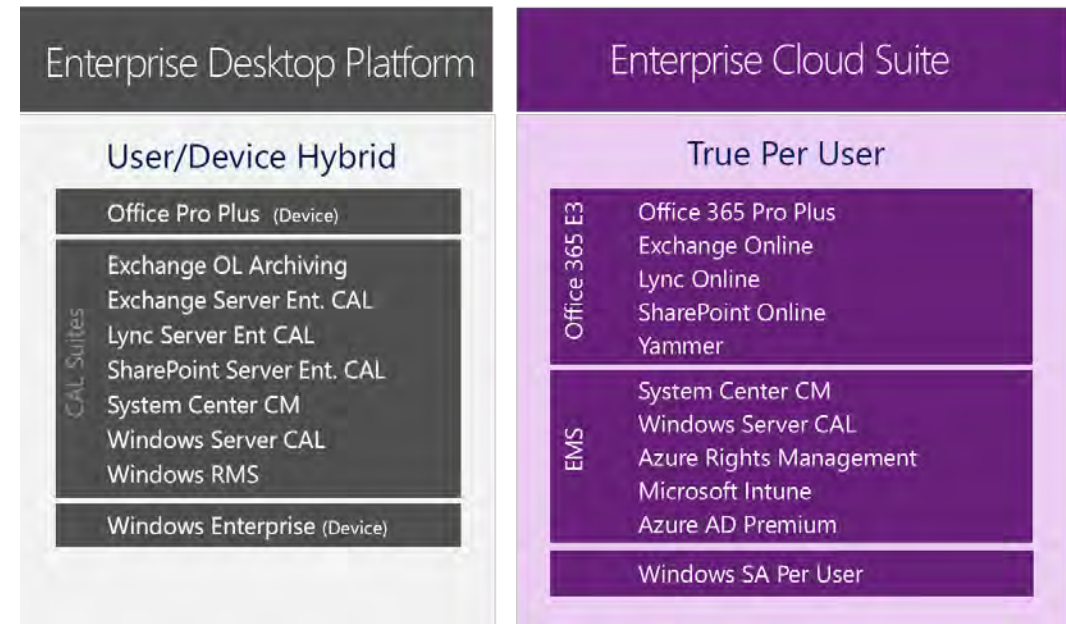 Enterprise Desktop Platform
User/Device Hybrid
Office Pro Plus (Device)
CAL Suites
Exchange OL Archiving
Exchange Server Ent. CAL
Lync Server Ent CAL
SharePoint Server Ent. CAL
System Center CM
Windows Server CAL
Windows RMS
Windows Enterprise (Device)
Enterprise Cloud Suite
True Per User
Office 365 E3
Office 365 Pro Plus
Exchange Online
Lync Online
SharePoint Online
Yammer
EMS
System Center CM
Windows Server CAL
Azure Rights Management
Microsoft Intune
Azure AD Premium
Windows SA Per User